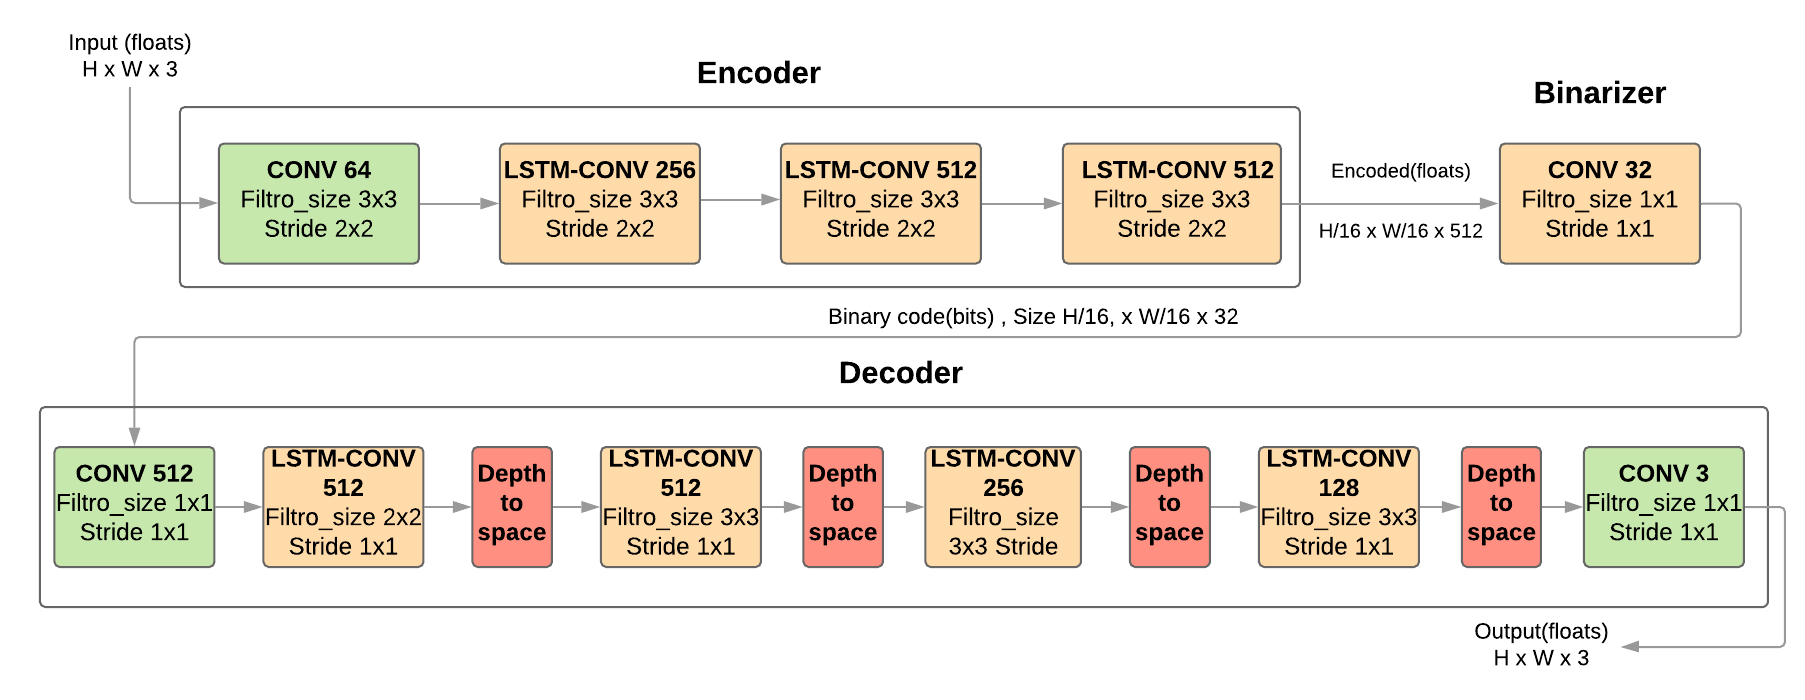 Input (floats)
H x W x 3
Encoder
Binarizer
CONV 64
Filtro_size 3x3
Stride 2x2
LSTM-CONV 256
Filtro_size 3x3
Stride 2x2
LSTM-CONV 512
Filtro_size 3x3
Stride 2x2
LSTM-CONV 512
Filtro_size 3x3
Stride 2x2
Encoded(floats)
H/16 x W/16 x 512
CONV 32
Filtro_size 1x1
Stride 1x1
Binary code(bits) , Size H/16, x W/16 x 32
Decoder
CONV 512
Filtro_size 1x1
Stride 1x1
LSTM-CONV
512
Filtro_size 2x2
Stride 1x1
Depth
to
space
LSTM-CONV
512
Filtro_size 3x3
Stride 1x1
Depth
to
space
LSTM-CONV
256
Filtro_size
3x3 Stride
Depth
to
space
LSTM-CONV
128
Filtro_size 3x3
Stride 1x1
Depth
to
space
CONV 3
Filtro_size 1x1
Stride 1x1
Output(floats)
H x W x 3